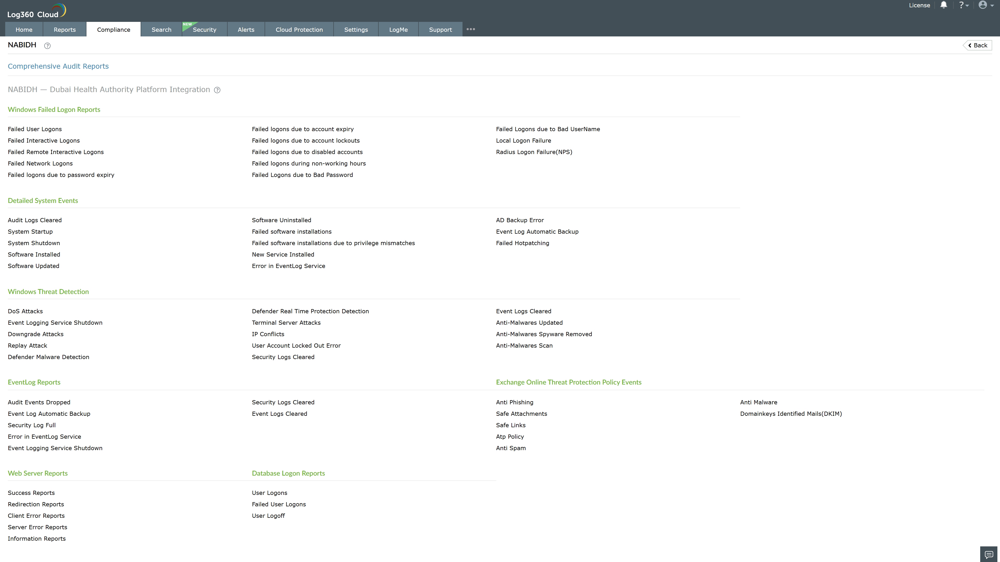 Log360 Cloud
License
Home
Reports
Compliance
Search
NEW
Security
Alerts
Cloud Protection
Settings
LogMe
Support
NABIDH
Back
Comprehensive Audit Reports
NABIDH — Dubai Health Authority Platform Integration
Windows Failed Logon Reports
Failed User Logons
Failed Interactive Logons
Failed Remote Interactive Logons
Failed Network Logons
Failed logons due to password expiry
Failed logons due to account expiry
Failed logons due to account lockouts
Failed logons due to disabled accounts
Failed logons during non-working hours
Failed Logons due to Bad Password
Failed Logons due to Bad UserName
Local Logon Failure
Radius Logon Failure(NPS)
Detailed System Events
Audit Logs Cleared
System Startup
System Shutdown
Software Installed
Software Updated
Software Uninstalled
Failed software installations
Failed software installations due to privilege mismatches
New Service Installed
Error in EventLog Service
AD Backup Error
Event Log Automatic Backup
Failed Hotpatching
Windows Threat Detection
DoS Attacks
Event Logging Service Shutdown
Downgrade Attacks
Replay Attack
Defender Malware Detection
Defender Real Time Protection Detection
Terminal Server Attacks
IP Conflicts
User Account Locked Out Error
Security Logs Cleared
Event Logs Cleared
Anti-Malwares Updated
Anti-Malwares Spyware Removed
Anti-Malwares Scan
EventLog Reports
Audit Events Dropped
Event Log Automatic Backup
Security Log Full
Error in EventLog Service
Event Logging Service Shutdown
Security Logs Cleared
Event Logs Cleared
Exchange Online Threat Protection Policy Events
Anti Phishing
Safe Attachments
Safe Links
Atp Policy
Anti Spam
Anti Malware
Domainkeys Identified Mails(DKIM)
Web Server Reports
Success Reports
Redirection Reports
Client Error Reports
Server Error Reports
Information Reports
Database Logon Reports
User Logons
Failed User Logons
User Logoff